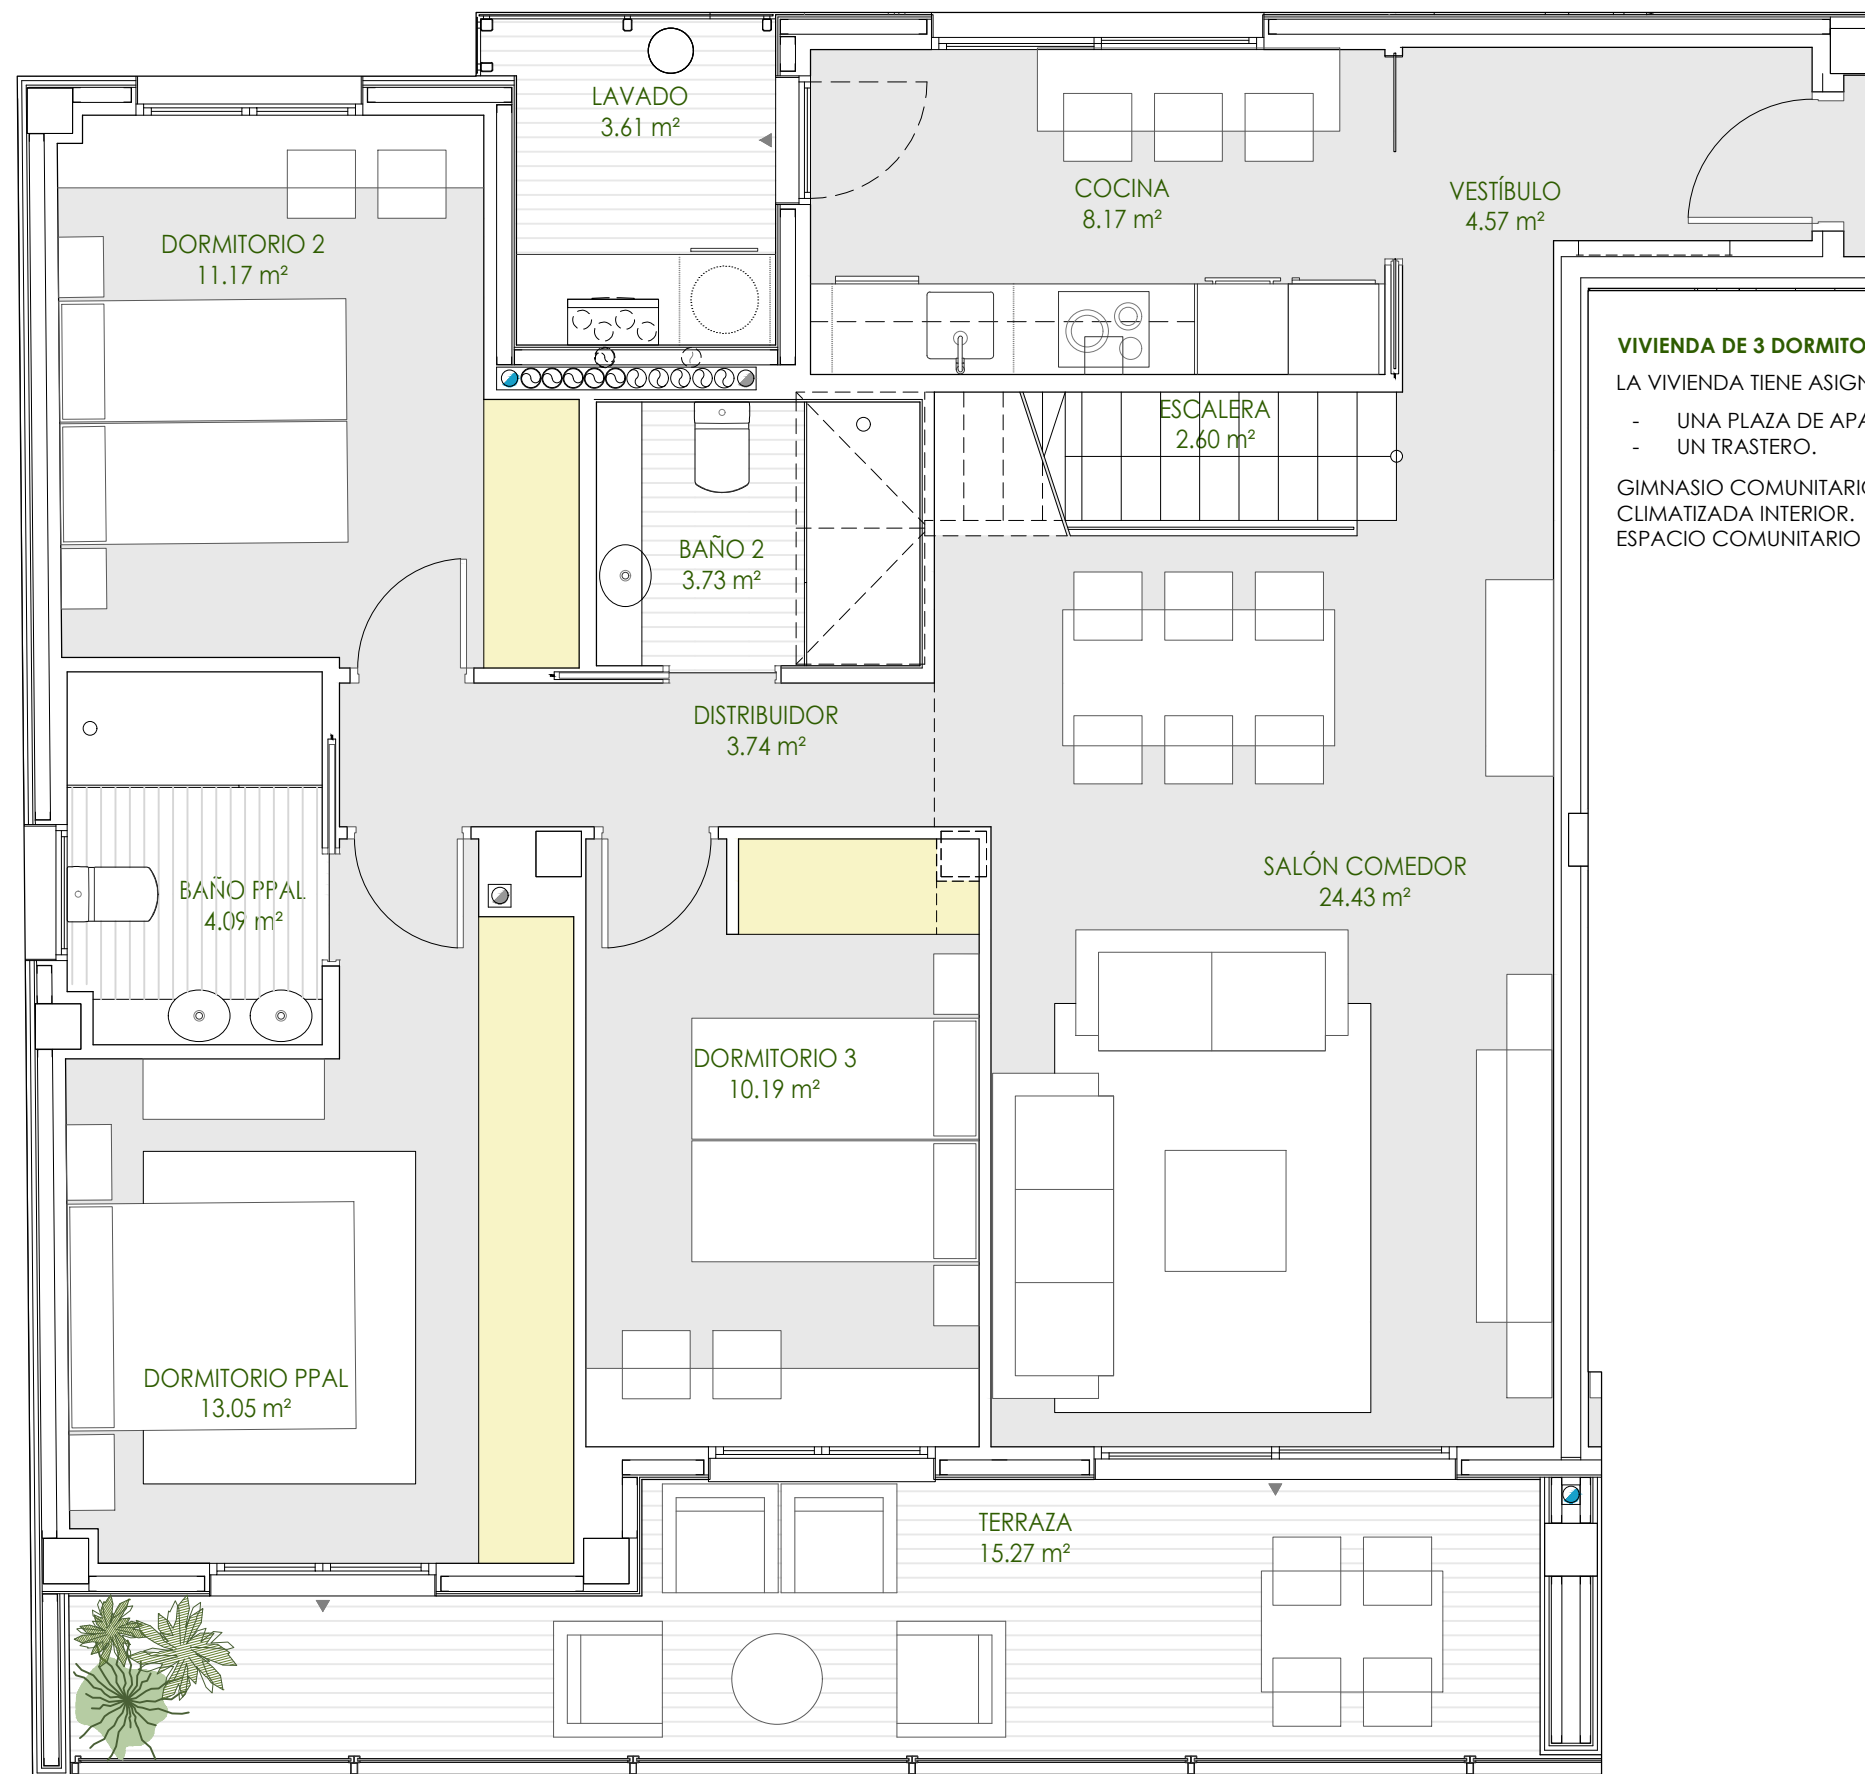 LAVADO
3.61 m²
COCINA
8.17 m²
VESTÍBULO
4.57 m²
DORMITORIO 2
11.17 m²
VIVIENDA DE 3 DORMITO
LA VIVIENDA TIENE ASIGN
- UNA PLAZA DE APA
- UN TRASTERO.
GIMNASIO COMUNITARIO
CLIMATIZADA INTERIOR.
ESPACIO COMUNITARIO
ESCALERA
2.60 m²
BAÑO 2
3.73 m²
DISTRIBUIDOR
3.74 m²
BAÑO PPAL
4.09 m²
SALÓN COMEDOR
24.43 m²
DORMITORIO 3
10.19 m²
DORMITORIO PPAL
13.05 m²
TERRAZA
15.27 m²